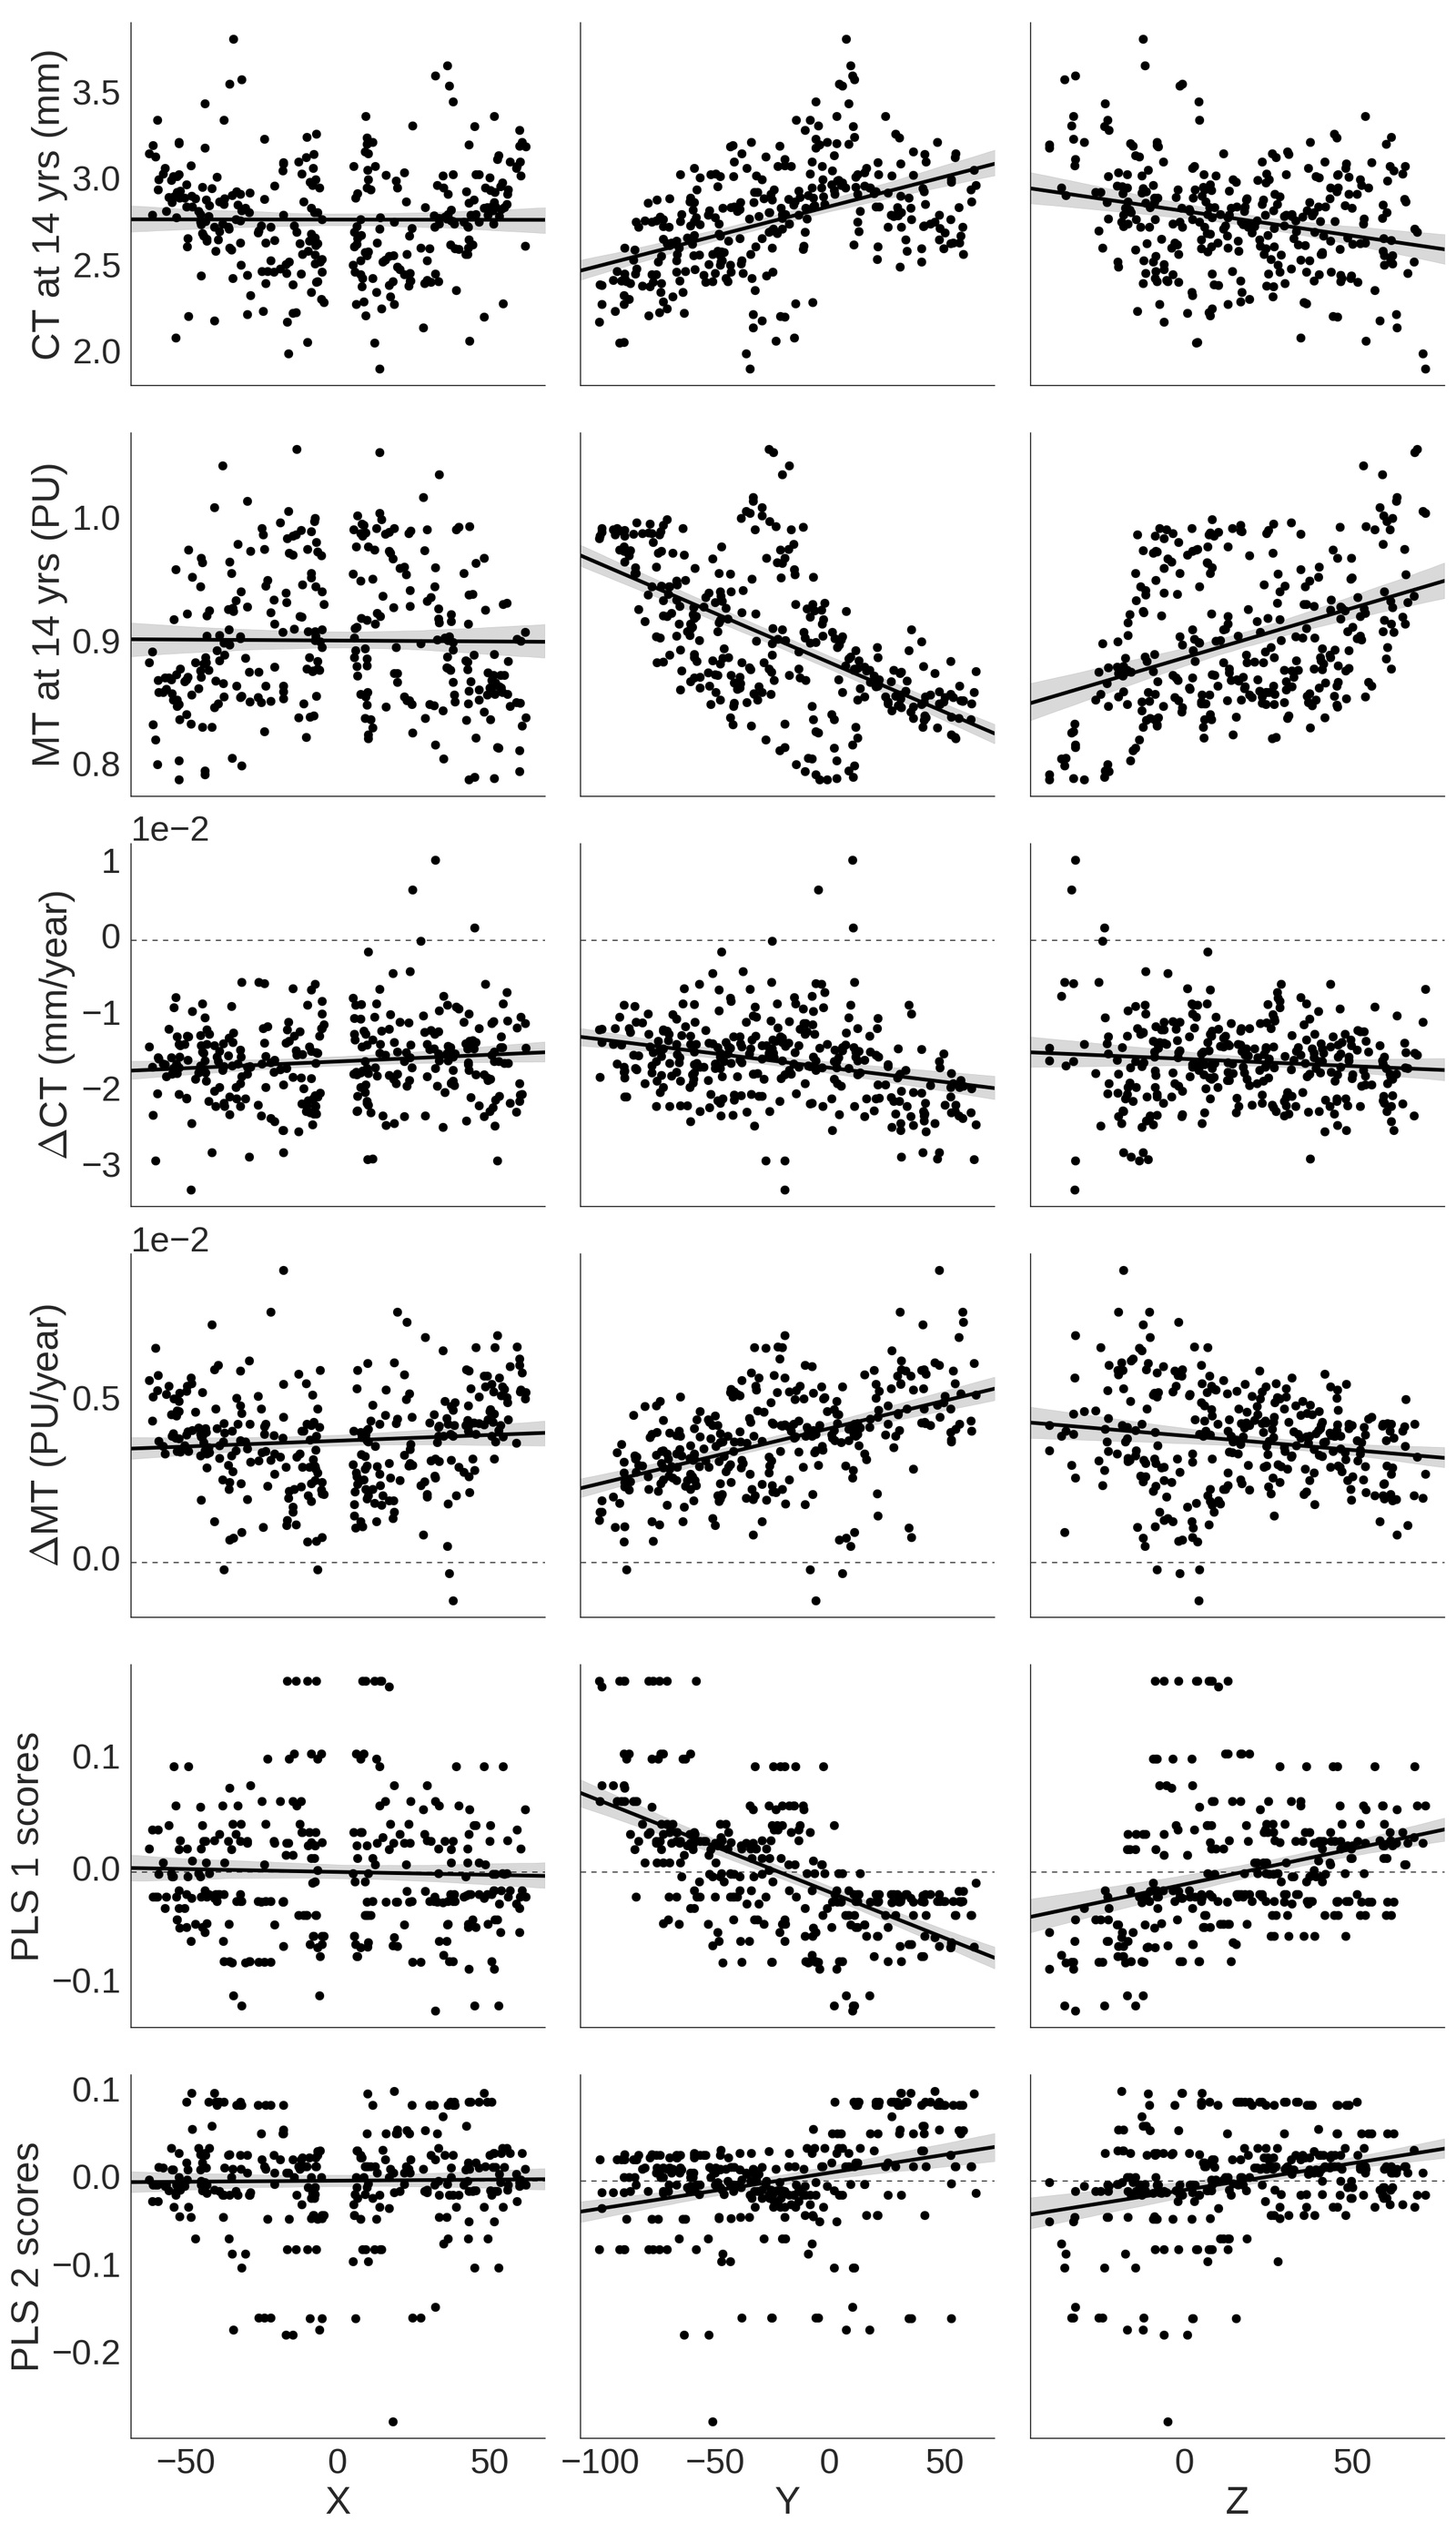 CT at 14 yrs (mm)
3.5
3.0
2.5
2.0
MT at 14 yrs (PU)
1.0
0.9
0.8
1e−2
ΔCT (mm/year)
1
0
−1
−2
−3
1e−2
ΔMT (PU/year)
0.5
0.0
PLS 1 scores
0.1
0.0
−0.1
PLS 2 scores
0.1
0.0
−0.1
−0.2
−50 0 50 −100 −50 0 50 0 50
X Y Z